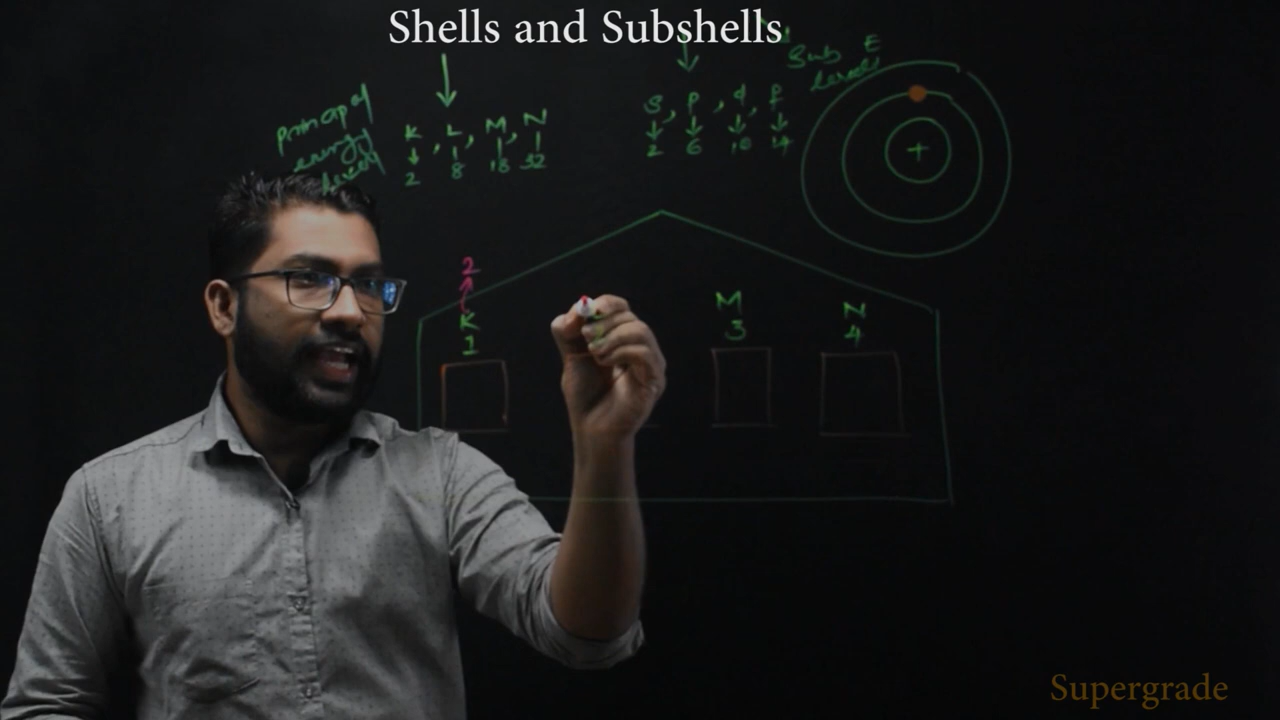 Shells and Subshells
Sub E
levels
principal
energy
level
K, L, M, N
2 8 18 32
s, p, d, f
2 6 10 14
+
2
K M N
1 3 4
Supergrade